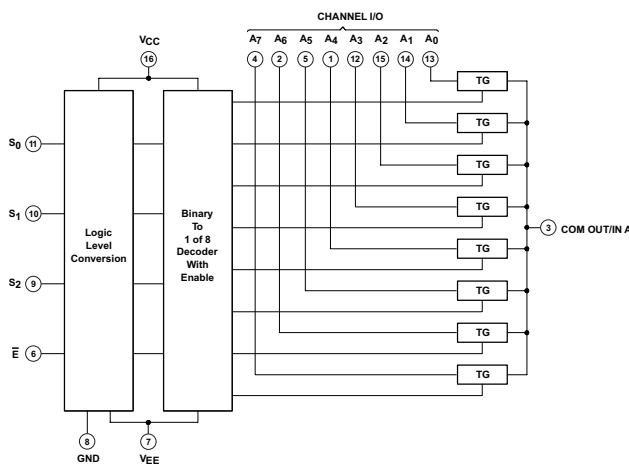 CHANNEL I/O
VCC
A7 A6 A5 A4 A3 A2 A1 A0
16
4 2 5 1 12 15 14 13
TG
TG
S0 11
TG
S1 10
Logic
Level
Conversion
Binary
To
1 of 8
Decoder
With
Enable
TG
3 COM OUT/IN A
TG
S2 9
TG
E̅ 6
TG
TG
8
7
GND
VEE